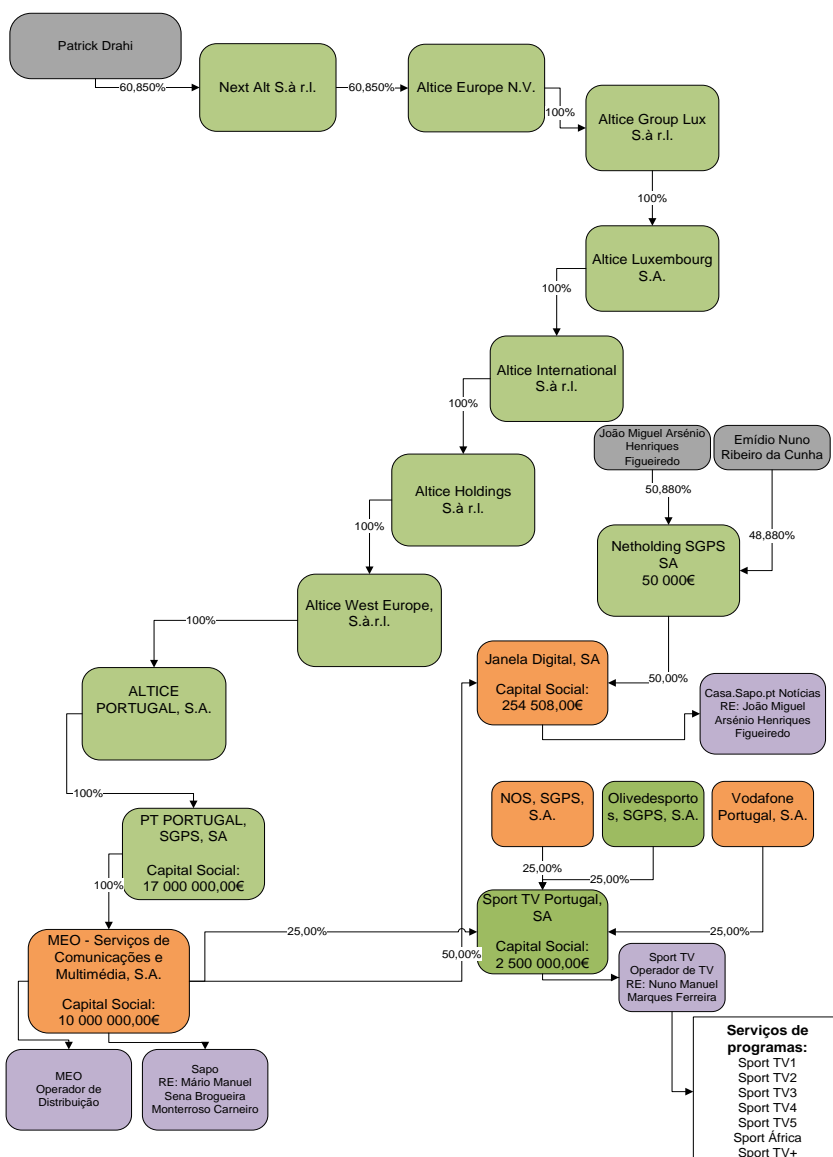 Patrick Drahi
60,850%
Next Alt S.à r.l.
60,850%
Altice Europe N.V.
100%
Altice Group Lux
S.à r.l.
100%
Altice Luxembourg
S.A.
100%
Altice International
S.à r.l.
100%
Altice Holdings
S.à r.l.
100%
Altice West Europe,
S.à.r.l.
100%
ALTICE
PORTUGAL, S.A.
100%
PT PORTUGAL,
SGPS, SA
Capital Social:
17 000 000,00€
100%
MEO - Serviços de
Comunicações e
Multimédia, S.A.
Capital Social:
10 000 000,00€
MEO
Operador de
Distribuição
Sapo
RE: Mário Manuel
Sena Brogueira
Monterroso Carneiro
João Miguel Arsénio
Henriques
Figueiredo
Emídio Nuno
Ribeiro da Cunha
50,880%
48,880%
Netholding SGPS
SA
50 000€
50,00%
Janela Digital, SA
Capital Social:
254 508,00€
Casa.Sapo.pt Notícias
RE: João Miguel
Arsénio Henriques
Figueiredo
NOS, SGPS,
S.A.
Olivedesporto
s, SGPS, S.A.
Vodafone
Portugal, S.A.
25,00%
25,00%
25,00%
25,00%
50,00%
Sport TV Portugal,
SA
Capital Social:
2 500 000,00€
Sport TV
Operador de TV
RE: Nuno Manuel
Marques Ferreira
Serviços de
programas:
Sport TV1
Sport TV2
Sport TV3
Sport TV4
Sport TV5
Sport África
Sport TV+